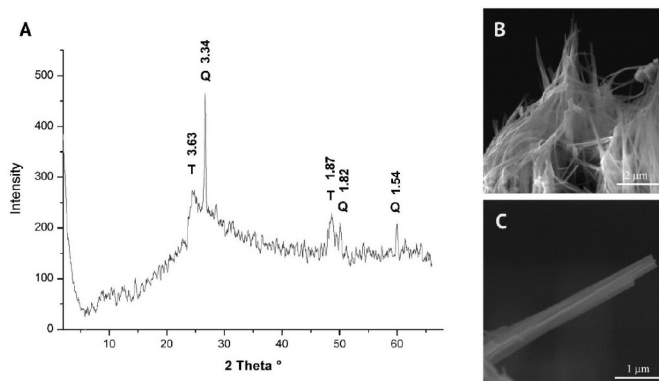 A
Intensity
500
400
300
200
100
0
T 3.63
Q 3.34
T 1.87
Q 1.82
Q 1.54
10
20
30
40
50
60
2 Theta °
B
2 µm
C
1 µm